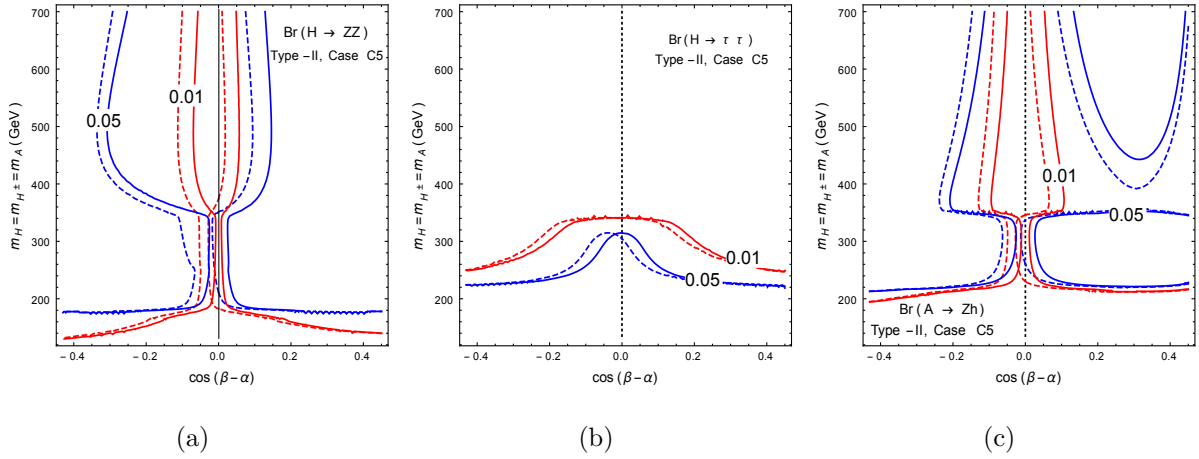 700
600
500
400
300
200
m_H = m_{H^±} = m_A (GeV)
Br (H → ZZ)
Type -II, Case C5
0.01
0.05
-0.4
-0.2
0.0
0.2
0.4
cos (β-α)
(a)
700
600
500
400
300
200
m_H = m_{H^±} = m_A (GeV)
Br (H → τ τ)
Type -II, Case C5
0.01
0.05
-0.4
-0.2
0.0
0.2
0.4
cos (β-α)
(b)
700
600
500
400
300
200
m_H = m_{H^±} = m_A (GeV)
0.01
0.05
Br (A → Zh)
Type -II, Case C5
-0.4
-0.2
0.0
0.2
0.4
cos (β-α)
(c)